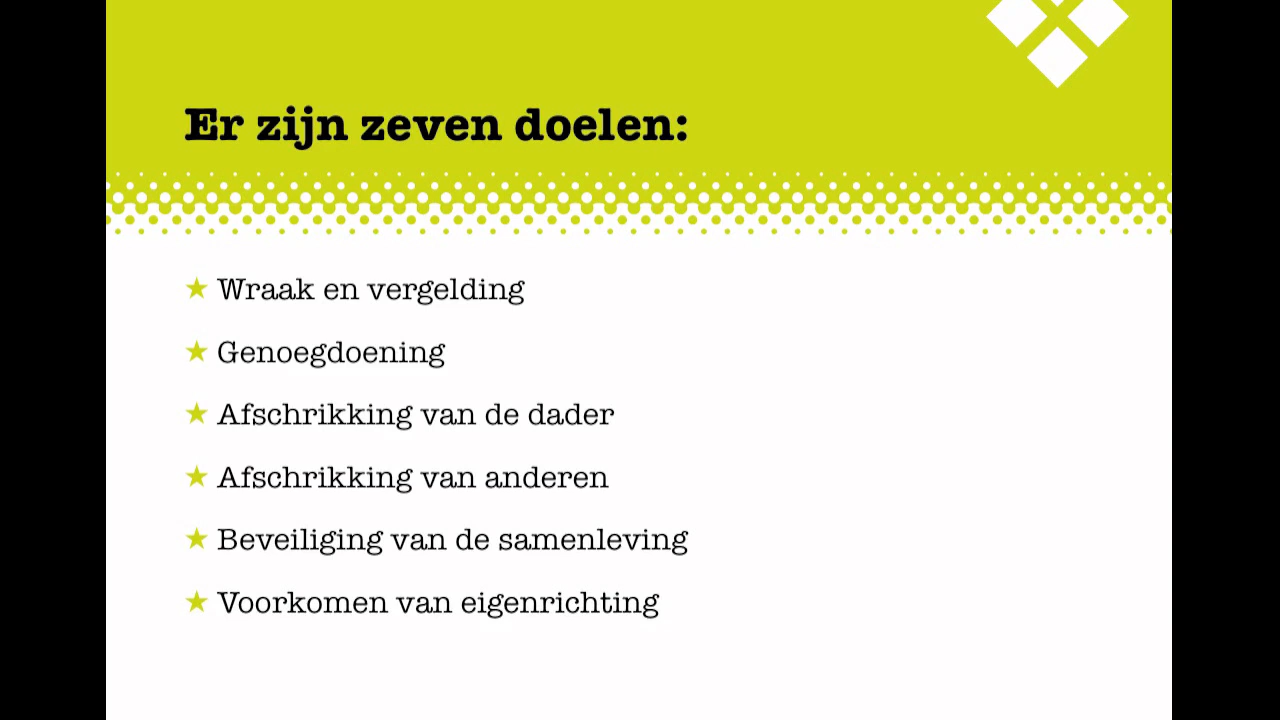 Er zijn zeven doelen:
★ Wraak en vergelding
★ Genoegdoening
★ Afschrikking van de dader
★ Afschrikking van anderen
★ Beveiliging van de samenleving
★ Voorkomen van eigenrichting